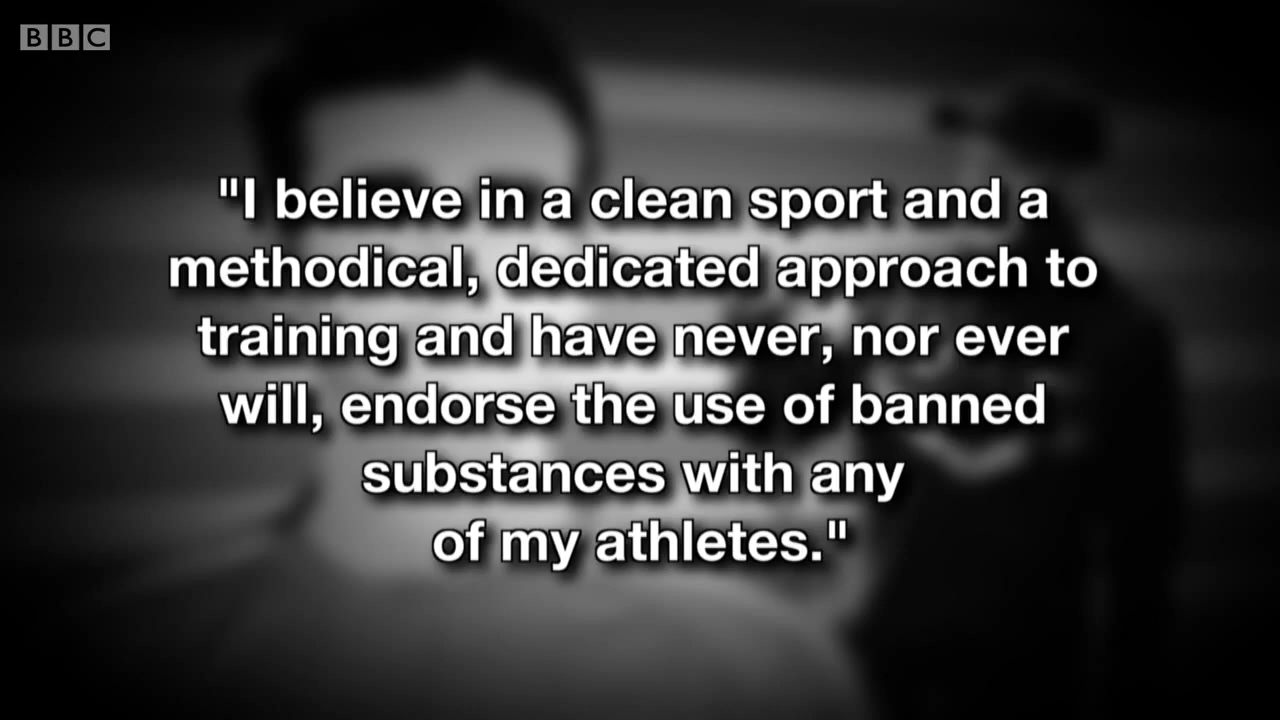 BBC
"I believe in a clean sport and a
methodical, dedicated approach to
training and have never, nor ever
will, endorse the use of banned
substances with any
of my athletes."